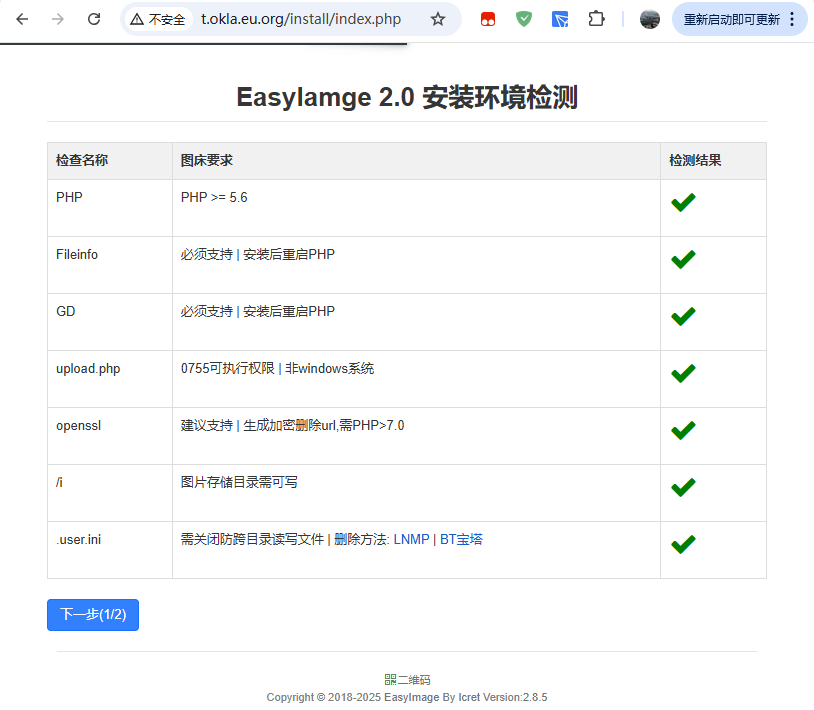 不安全
t.okla.eu.org/install/index.php
重新启动即可更新
EasyIamge 2.0 安装环境检测
检查名称 图床要求 检测结果
PHP PHP >= 5.6
Fileinfo 必须支持 | 安装后重启PHP
GD 必须支持 | 安装后重启PHP
upload.php 0755可执行权限 | 非windows系统
openssl 建议支持 | 生成加密删除url,需PHP>7.0
/i 图片存储目录需可写
.user.ini 需关闭防跨目录读写文件 | 删除方法: LNMP | BT宝塔
下一步(1/2)
二维码
Copyright © 2018-2025 EasyImage By Icret Version:2.8.5